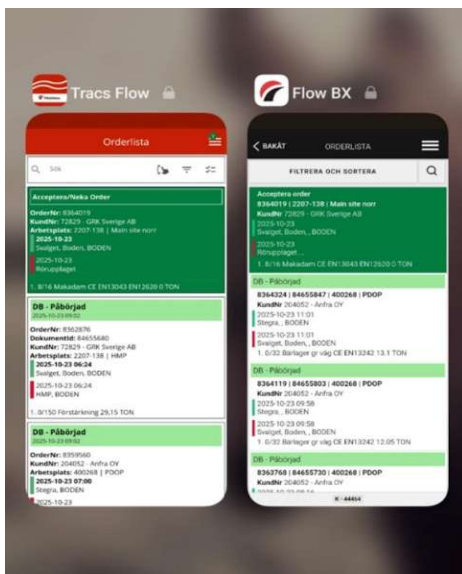 Tracs Flow
Orderlista
Sök
Acceptera/Neka Order
OrderNr: 8364019
KundNr: 72829 - GRK Sverige AB
Arbetsplats: 2207-138 | Main site norr
2025-10-23
Svalget, Boden, BODEN
2025-10-23
Rörupplaget
1. 8/16 Makadam CE EN13043 EN12620 0 TON
DB - Påbörjad
2025-10-23 09:02
OrderNr: 8362876
DokumentId: 84655680
KundNr: 72829 - GRK Sverige AB
Arbetsplats: 2207-138 | HMP
2025-10-23 06:24
Svalget, Boden, BODEN
2025-10-23 06:24
HMP, BODEN
1. 0/150 Förstärkning 29,15 TON
DB - Påbörjad
2025-10-23 09:02
OrderNr: 8359560
KundNr: 204052 - Anfra OY
Arbetsplats: 400268 | PDOP
2025-10-23 07:00
Stegra, BODEN
2025-10-23
Flow BX
BAKÅT
ORDERLISTA
FILTRERA OCH SORTERA
Acceptera order
8364019 | 2207-138 | Main site norr
KundNr 72829 - GRK Sverige AB
2025-10-23
Svalget, Boden, , BODEN
2025-10-23
Rörupplaget , ,
1. 8/16 Makadam CE EN13043 EN12620 0 TON
DB - Påbörjad
8364324 | 84655847 | 400268 | PDOP
KundNr 204052 - Anfra OY
2025-10-23 11:01
Stegra, , BODEN
2025-10-23 11:01
Svalget, Boden, , BODEN
1. 0/32 Bärlager gr väg CE EN13242 13.1 TON
DB - Påbörjad
8364119 | 84655803 | 400268 | PDOP
KundNr 204052 - Anfra OY
2025-10-23 09:58
Stegra, , BODEN
2025-10-23 09:58
Svalget, Boden, , BODEN
1. 0/32 Bärlager gr väg CE EN13242 12.05 TON
DB - Påbörjad
8363768 | 84655730 | 400268 | PDOP
KundNr 204052 - Anfra OY
K - 44464